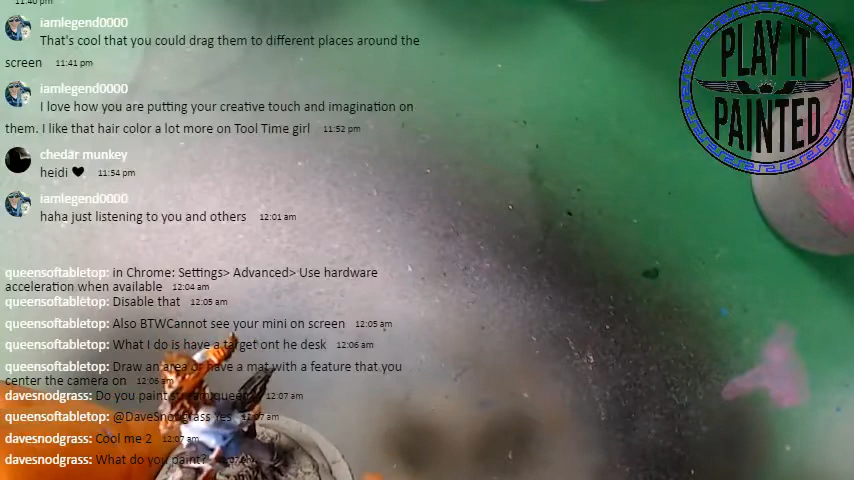 11:40 pm
iamlegend0000
That's cool that you could drag them to different places around the
screen 11:41 pm
iamlegend0000
I love how you are putting your creative touch and imagination on
them. I like that hair color a lot more on Tool Time girl 11:52 pm
chedar munkey
heidi ♥ 11:54 pm
iamlegend0000
haha just listening to you and others 12:01 am
queensoftabletop: in Chrome: Settings> Advanced> Use hardware
acceleration when available 12:04 am
queensoftabletop: Disable that 12:05 am
queensoftabletop: Also BTWCannot see your mini on screen 12:05 am
queensoftabletop: What I do is have a target ont he desk 12:06 am
queensoftabletop: Draw an area or have a mat with a feature that you
center the camera on 12:06 am
davesnodgrass: Do you paint 12:07 am
queensoftabletop: @DaveSnodgrass Yes 12:07 am
davesnodgrass: Cool me 2 12:07 am
davesnodgrass: What do you paint?
PLAY IT
PAINTED